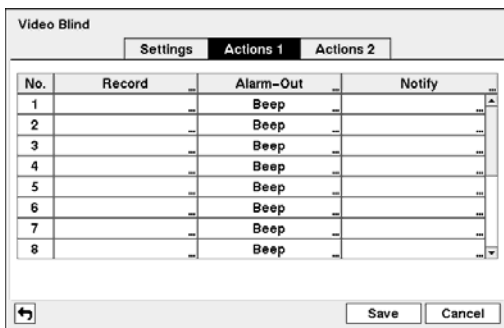 Video Blind
Settings Actions 1 Actions 2
No. Record ... Alarm-Out ... Notify ...
1 ... Beep ... ...
2 ... Beep ... ...
3 ... Beep ... ...
4 ... Beep ... ...
5 ... Beep ... ...
6 ... Beep ... ...
7 ... Beep ... ...
8 ... Beep ... ...
Save Cancel